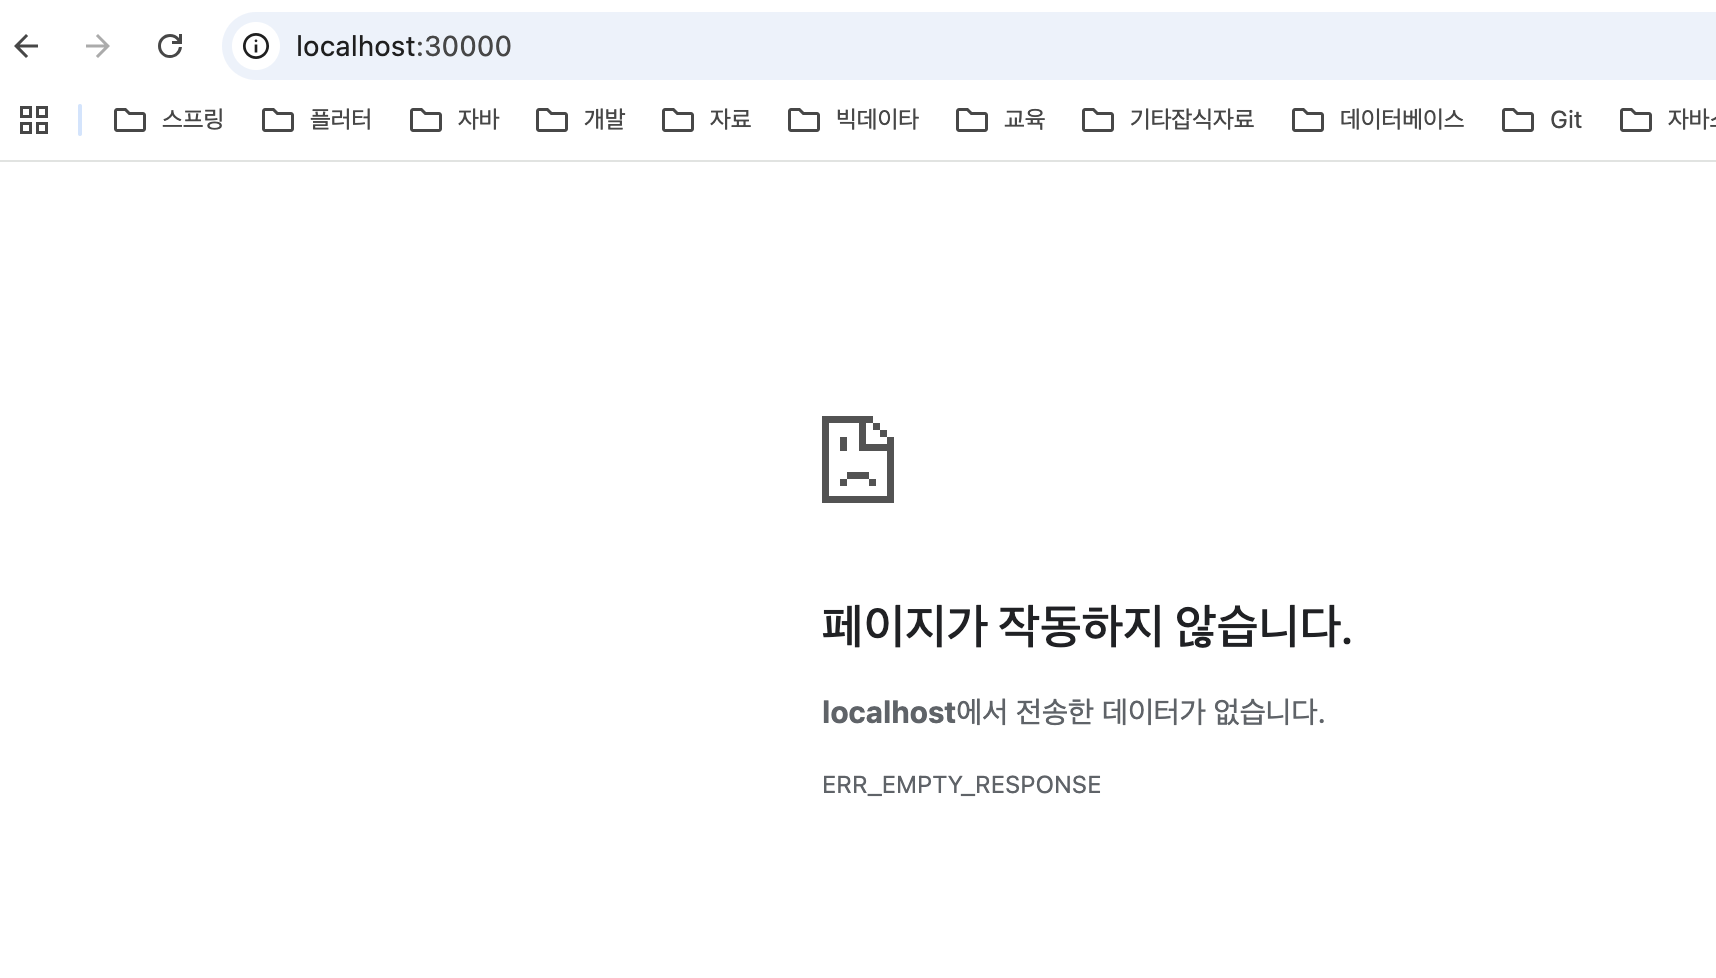 localhost:30000
스프링 플러터 자바 개발 자료 빅데이타 교육 기타잡식자료 데이터베이스 Git
페이지가 작동하지 않습니다.
localhost에서 전송한 데이터가 없습니다.
ERR_EMPTY_RESPONSE